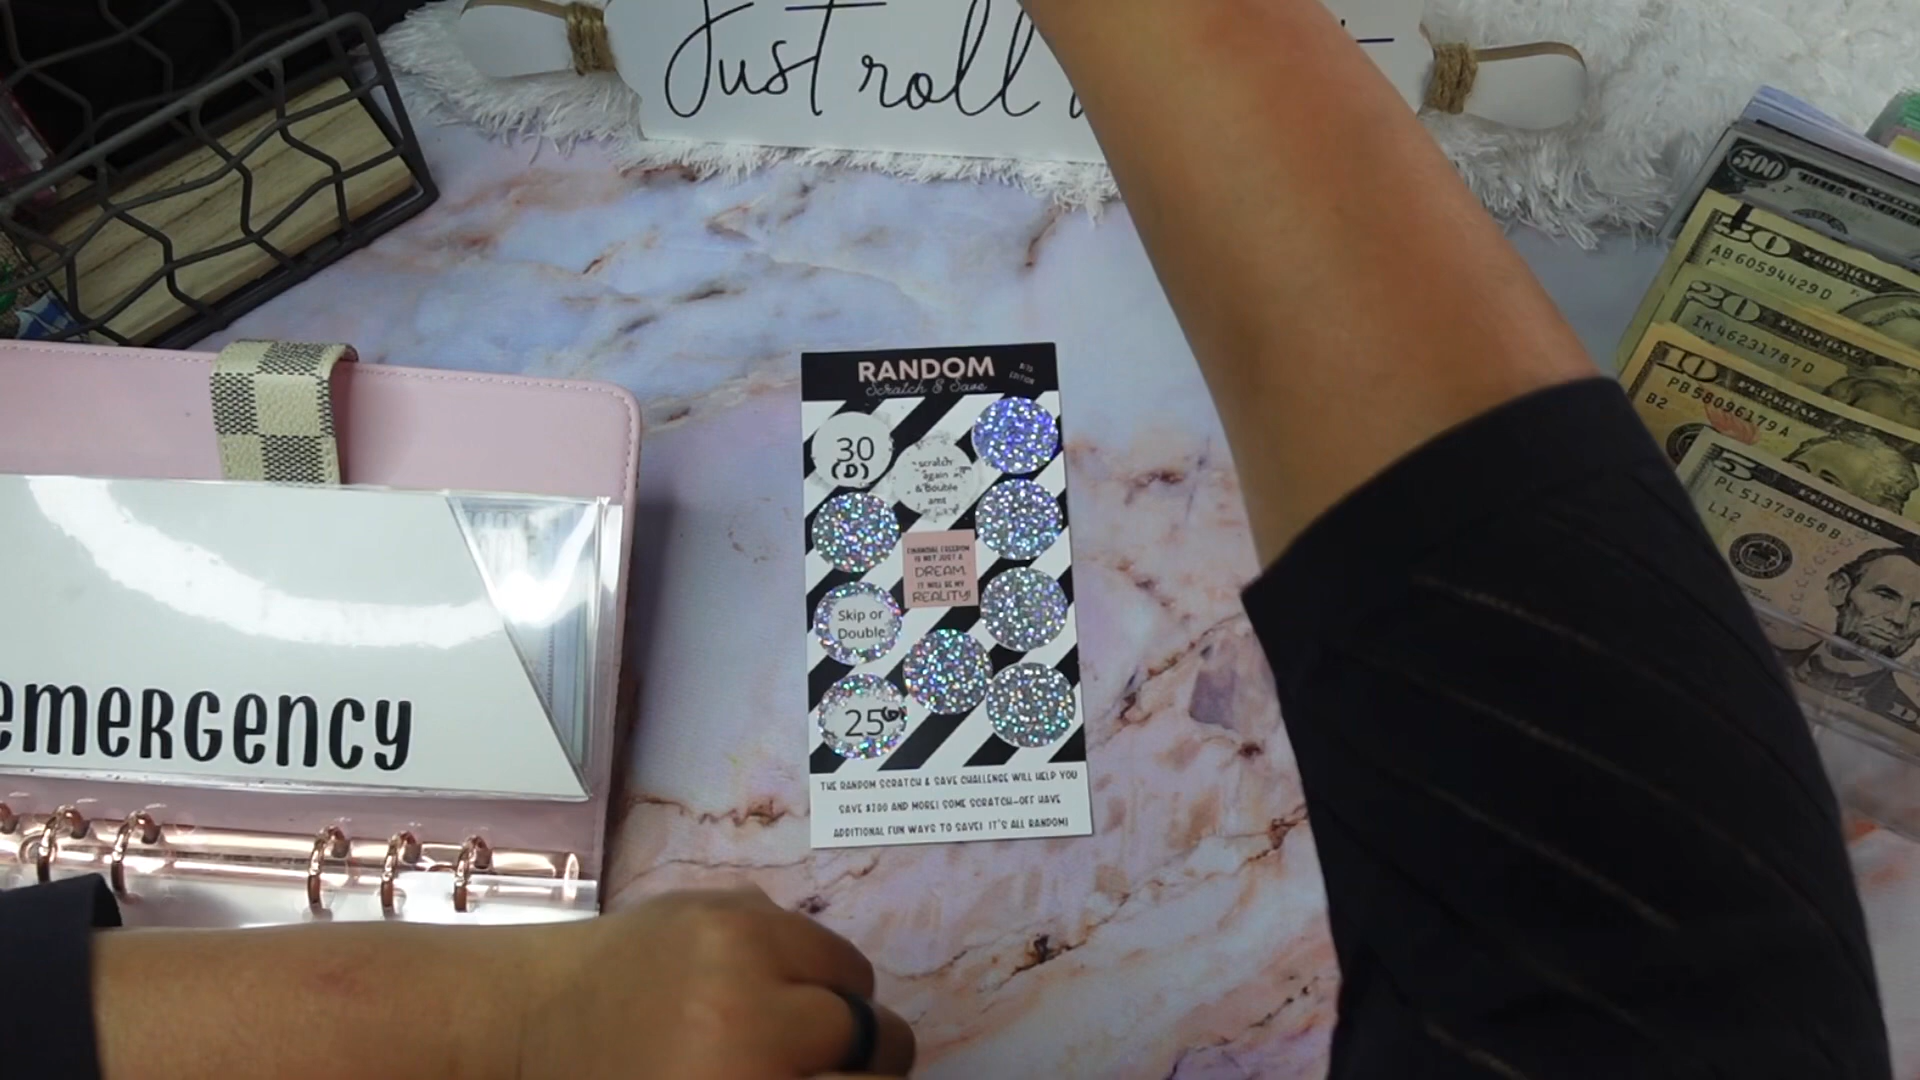 Just roll
RANDOM
Scratch & Save
EDITION
30
(D)
scratch
again
& double
amt
FINANCIAL FREEDOM
IS NOT JUST A
DREAM,
IT WILL BE MY
REALITY!
Skip or
Double
25(D)
THE RANDOM SCRATCH & SAVE CHALLENGE WILL HELP YOU
SAVE $200 AND MORE! SOME SCRATCH-OFF HAVE
ADDITIONAL FUN WAYS TO SAVE! IT'S ALL RANDOM!
emergency
500
50
AB60594429D
20
IK46231787D
10
PB58096179A
B2
5
PL51373858B
L12